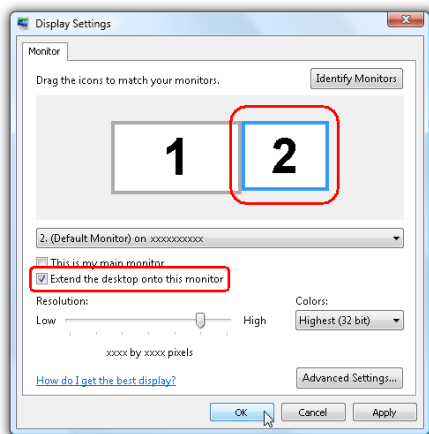 Display Settings
Monitor
Drag the icons to match your monitors.
Identify Monitors
1
2
2. (Default Monitor) on xxxxxxxxxx
This is my main monitor
Extend the desktop onto this monitor
Resolution:
Colors:
Low
High
Highest (32 bit)
xxxx by xxxx pixels
How do I get the best display?
Advanced Settings...
OK
Cancel
Apply